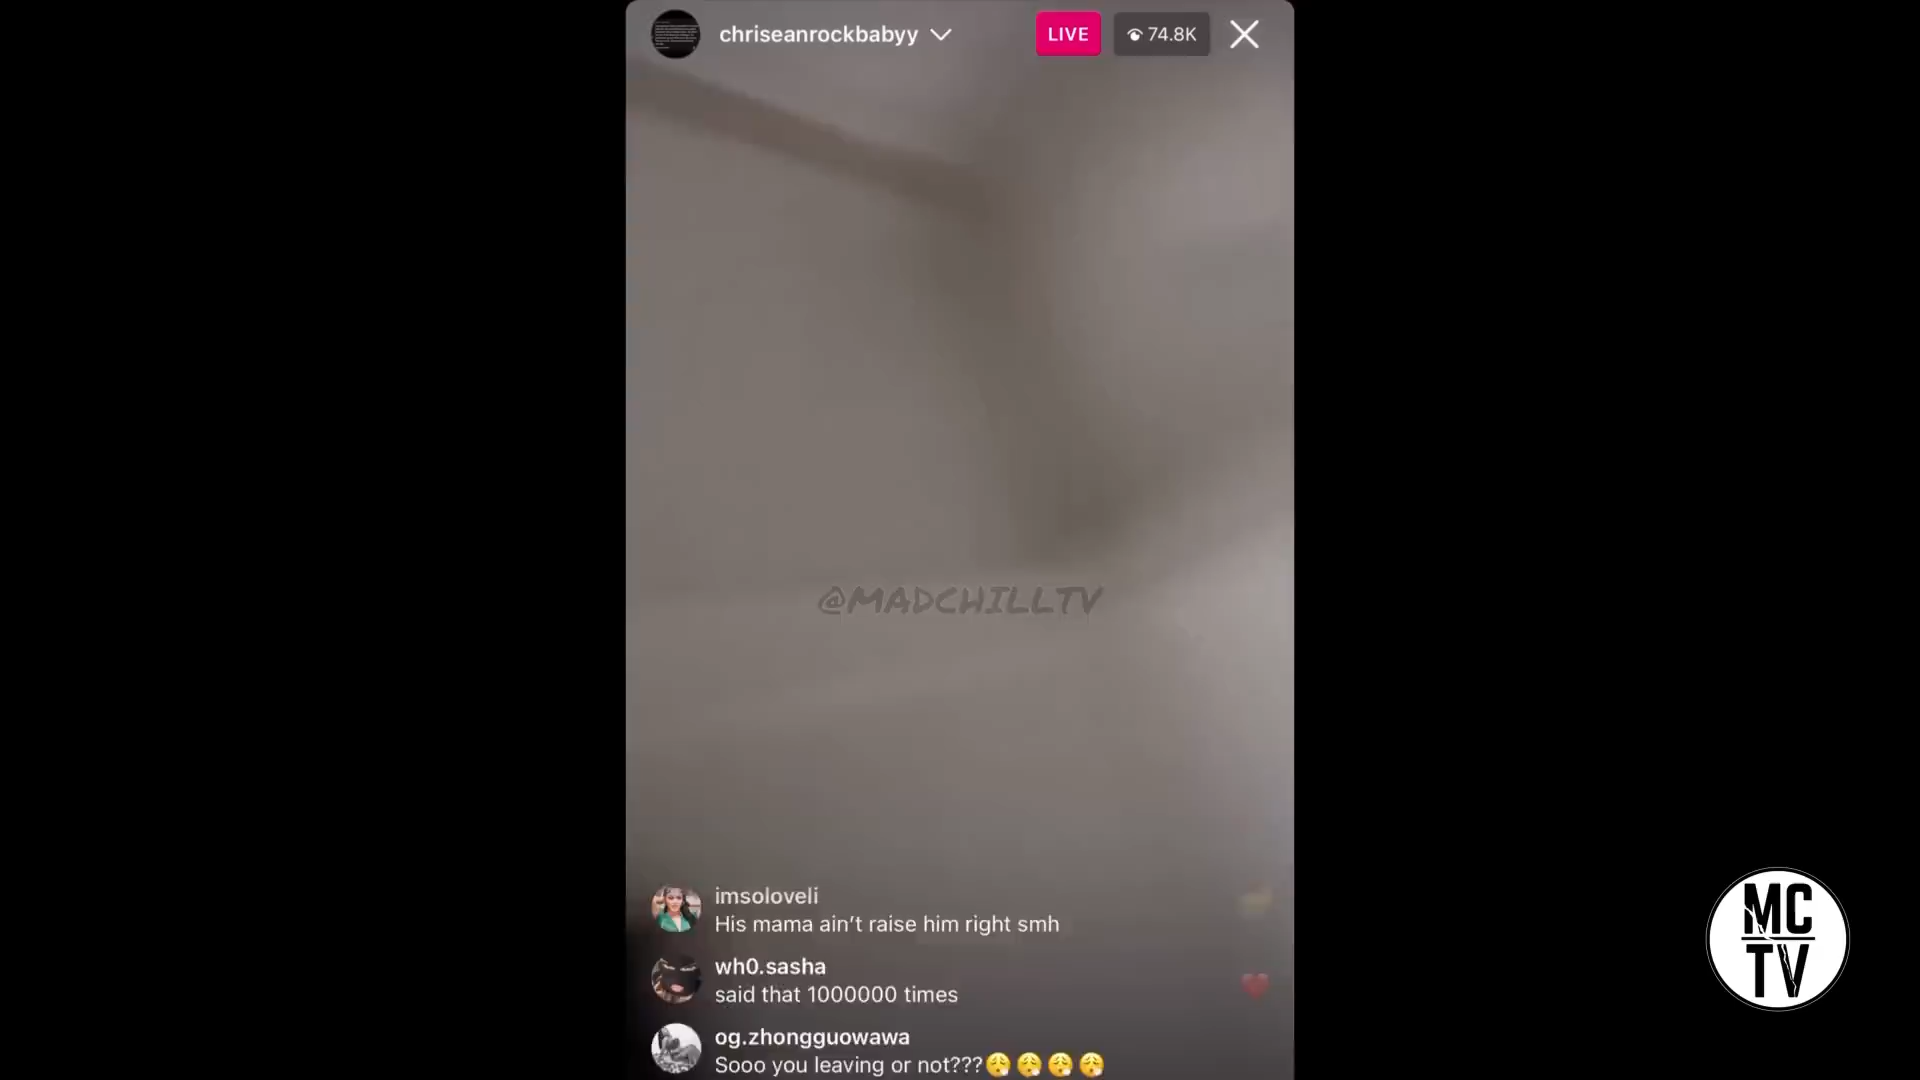 chriseanrockbabyy
LIVE
74.8K
@MADCHILLTV
imsoloveli
His mama ain’t raise him right smh
wh0.sasha
said that 1000000 times
og.zhongguowawa
Sooo you leaving or not???😮‍💨😮‍💨😮‍💨😮‍💨
MC
TV